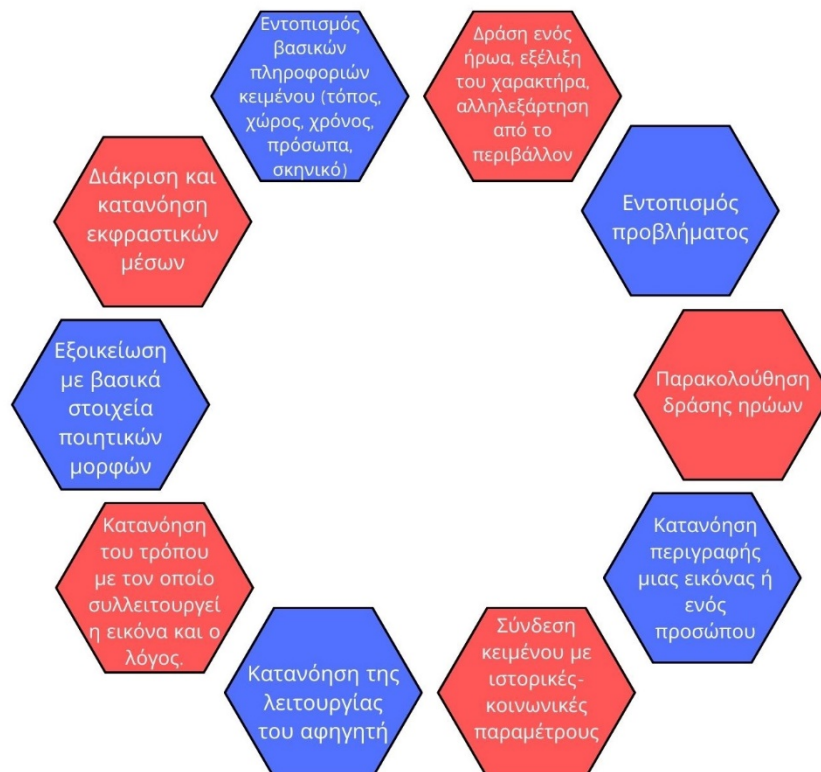 Εντοπισμός
βασικών
πληροφοριών
κειμένου (τόπος,
χώρος, χρόνος,
πρόσωπα,
σκηνικό)
Δράση ενός
ήρωα, εξέλιξη
του χαρακτήρα,
αλληλεξάρτηση
από το
περιβάλλον
Εντοπισμός
προβλήματος
Παρακολούθηση
δράσης ηρώων
Κατανόηση
περιγραφής
μιας εικόνας ή
ενός
προσώπου
Σύνδεση
κειμένου με
ιστορικές-
κοινωνικές
παραμέτρους
Κατανόηση της
λειτουργίας
του αφηγητή
Κατανόηση
του τρόπου
με τον οποίο
συλλειτουργεί
η εικόνα και ο
λόγος.
Εξοικείωση
με βασικά
στοιχεία
ποιητικών
μορφών
Διάκριση και
κατανόηση
εκφραστικών
μέσων